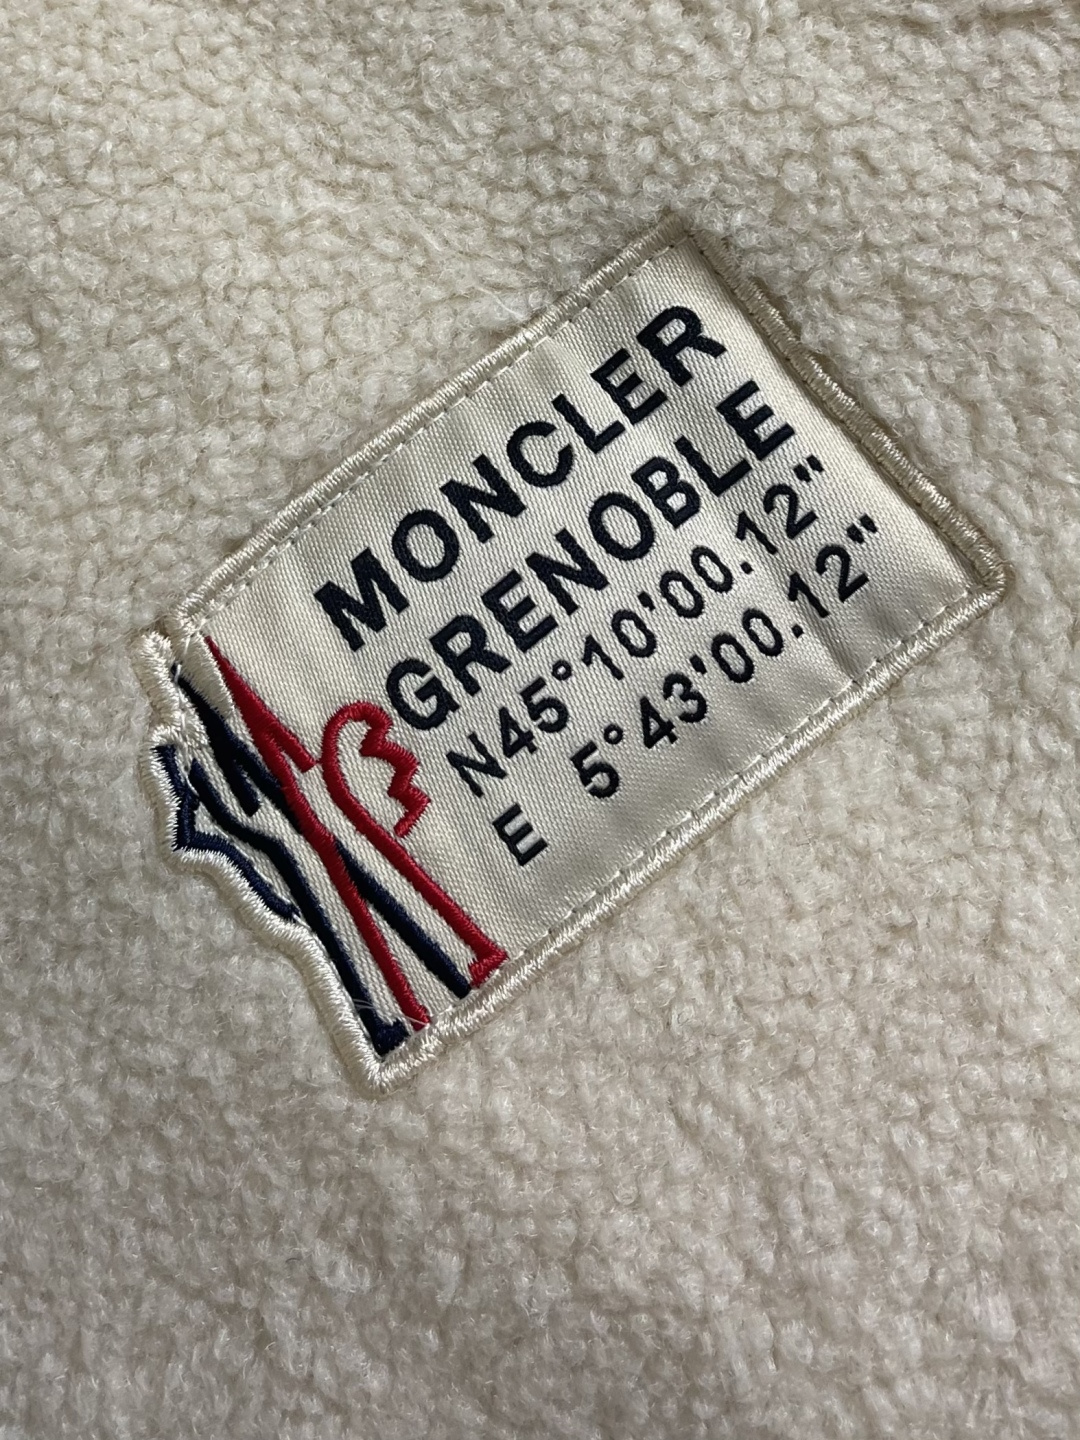 MONCLER
GRENOBLE
N45°10'00.12"
E 5°43'00.12"